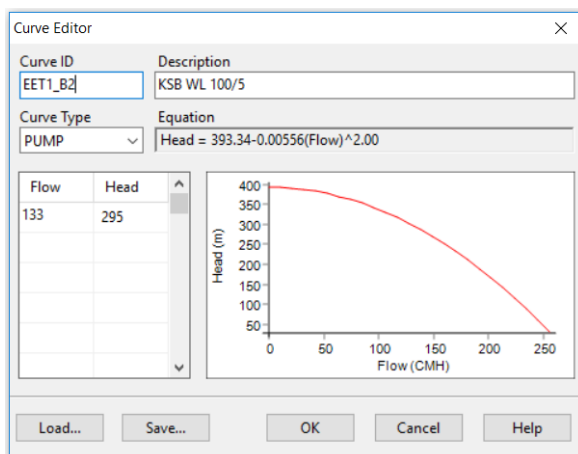 Curve Editor
Curve ID
Description
EET1_B2
KSB WL 100/5
Curve Type
Equation
PUMP
Head = 393.34-0.00556(Flow)^2.00
Flow
Head
133
295
400
350
300
250
200
150
100
50
Head (m)
0
50
100
150
200
250
Flow (CMH)
Load...
Save...
OK
Cancel
Help